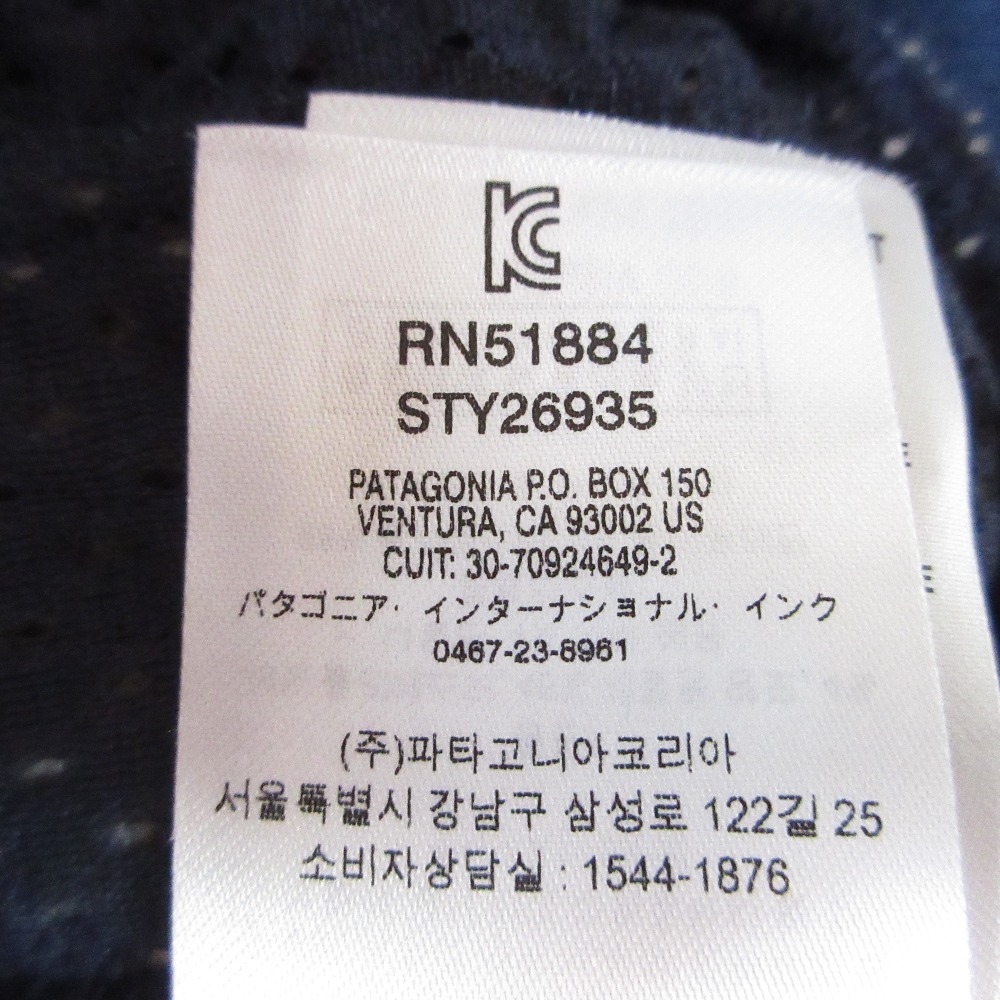 KC
RN51884
STY26935
PATAGONIA P.O. BOX 150
VENTURA, CA 93002 US
CUIT: 30-70924649-2
パタゴニア・インターナショナル・インク
0467-23-8961
(주)파타고니아코리아
서울특별시 강남구 삼성로 122길 25
소비자상담실 : 1544-1876
T
E
E